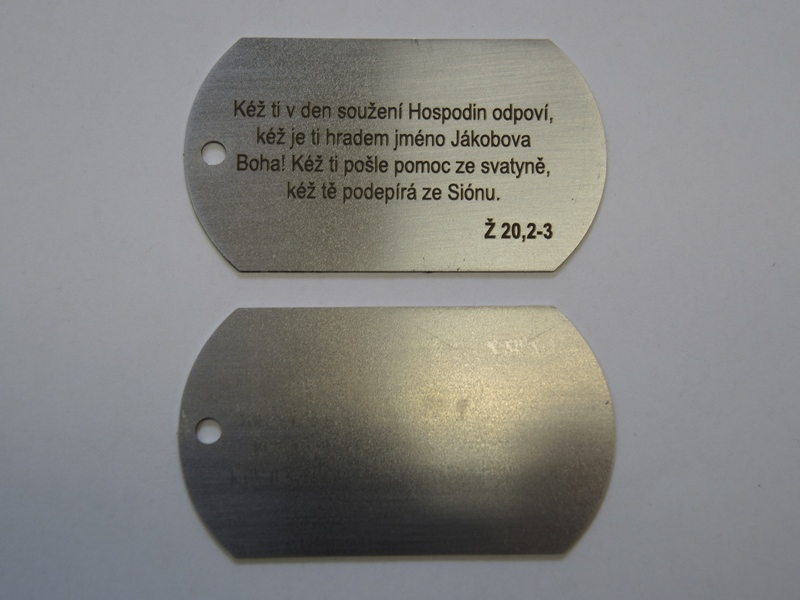 Kéž ti v den soužení Hospodin odpoví,
kéž je ti hradem jméno Jákobova
Boha! Kéž ti pošle pomoc ze svatyně,
kéž tě podepírá ze Siónu.
Ž 20,2-3